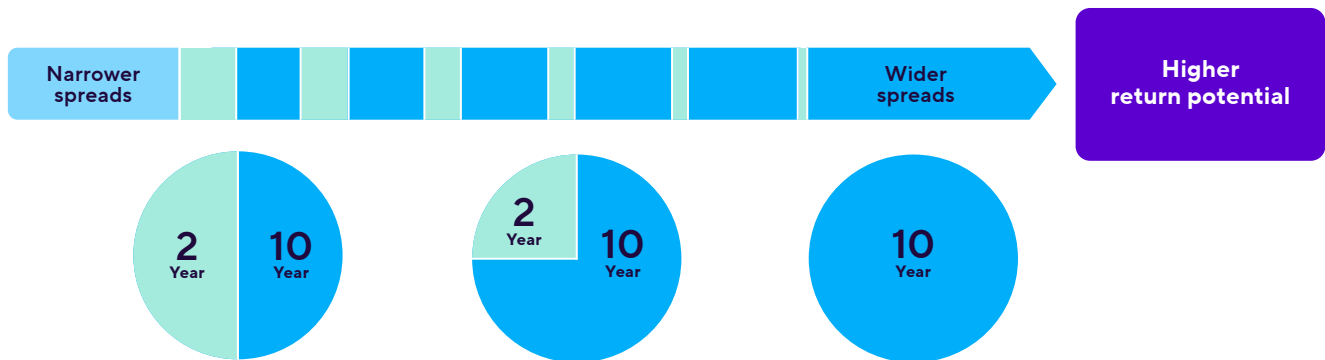 Narrower
spreads
Wider
spreads
Higher
return potential
2
Year
10
Year
2
Year
10
Year
10
Year